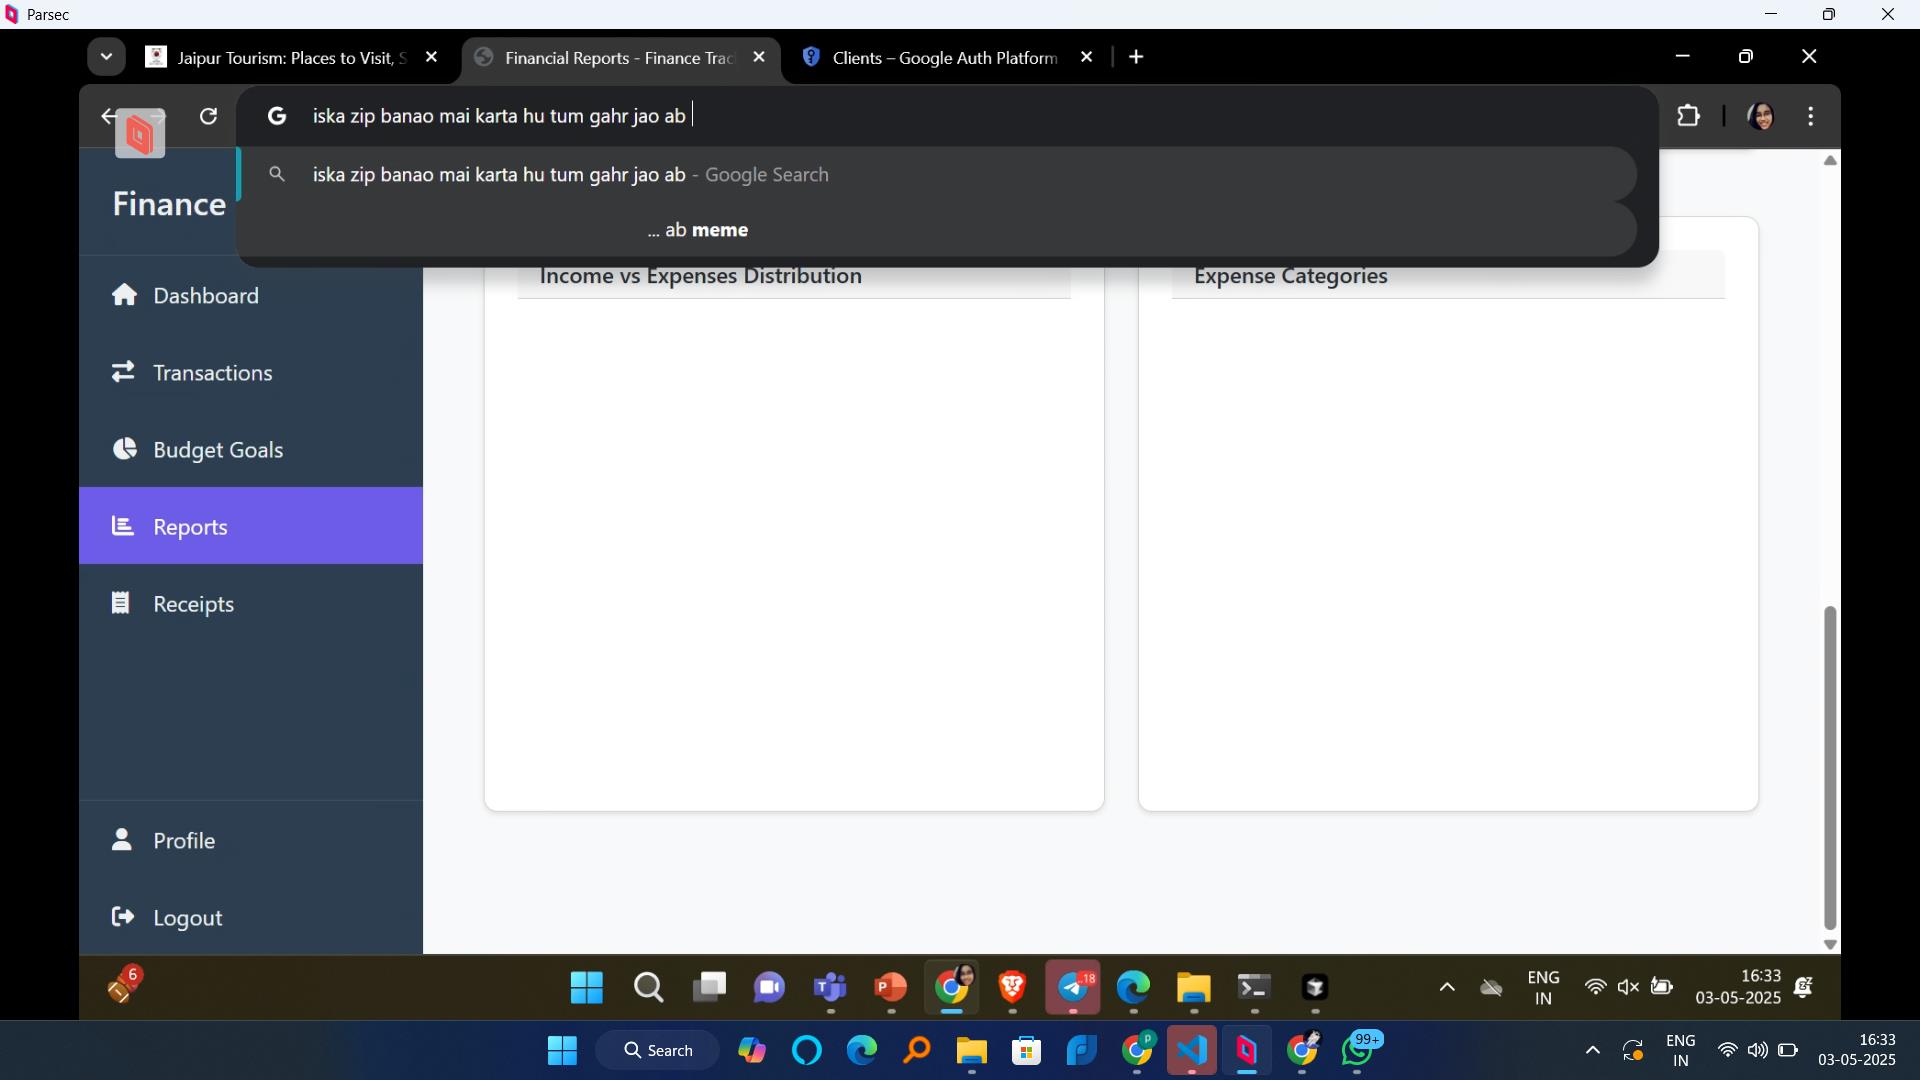 Parsec
Jaipur Tourism: Places to Visit, S
Financial Reports - Finance Trac
Clients – Google Auth Platform
iska zip banao mai karta hu tum gahr jao ab
iska zip banao mai karta hu tum gahr jao ab - Google Search
... ab meme
Finance
Income vs Expenses Distribution
Expense Categories
Dashboard
Transactions
Budget Goals
Reports
Receipts
Profile
Logout
6
18
ENG
IN
16:33
03-05-2025
Search
P
99+
ENG
IN
16:33
03-05-2025